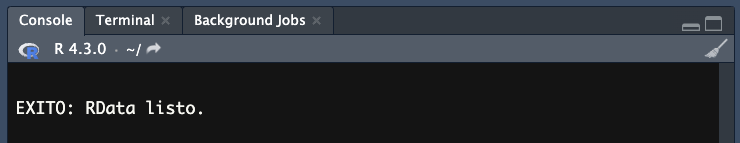 Console Terminal × Background Jobs ×
R R 4.3.0 · ~/
EXITO: RData listo.